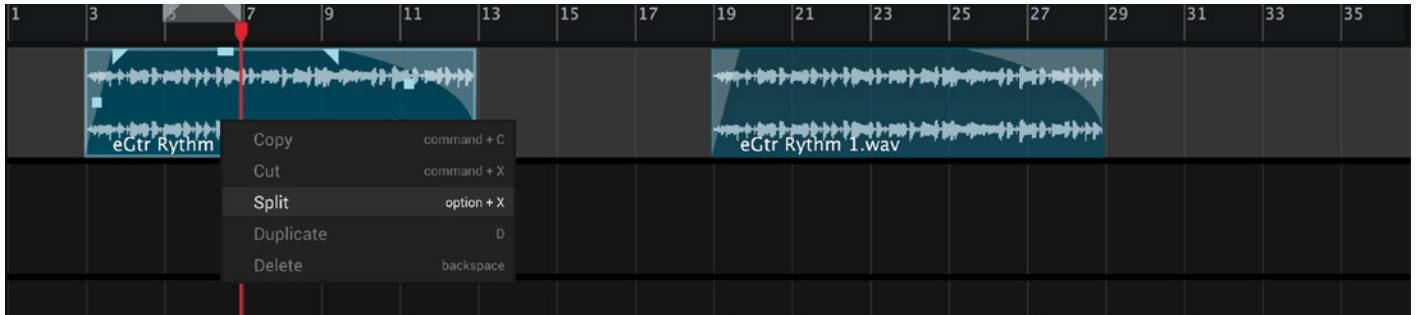 1 3 5 7 9 11 13 15 17 19 21 23 25 27 29 31 33 35
eGtr Rythm
eGtr Rythm 1.wav
Copy command + C
Cut command + X
Split option + X
Duplicate D
Delete backspace